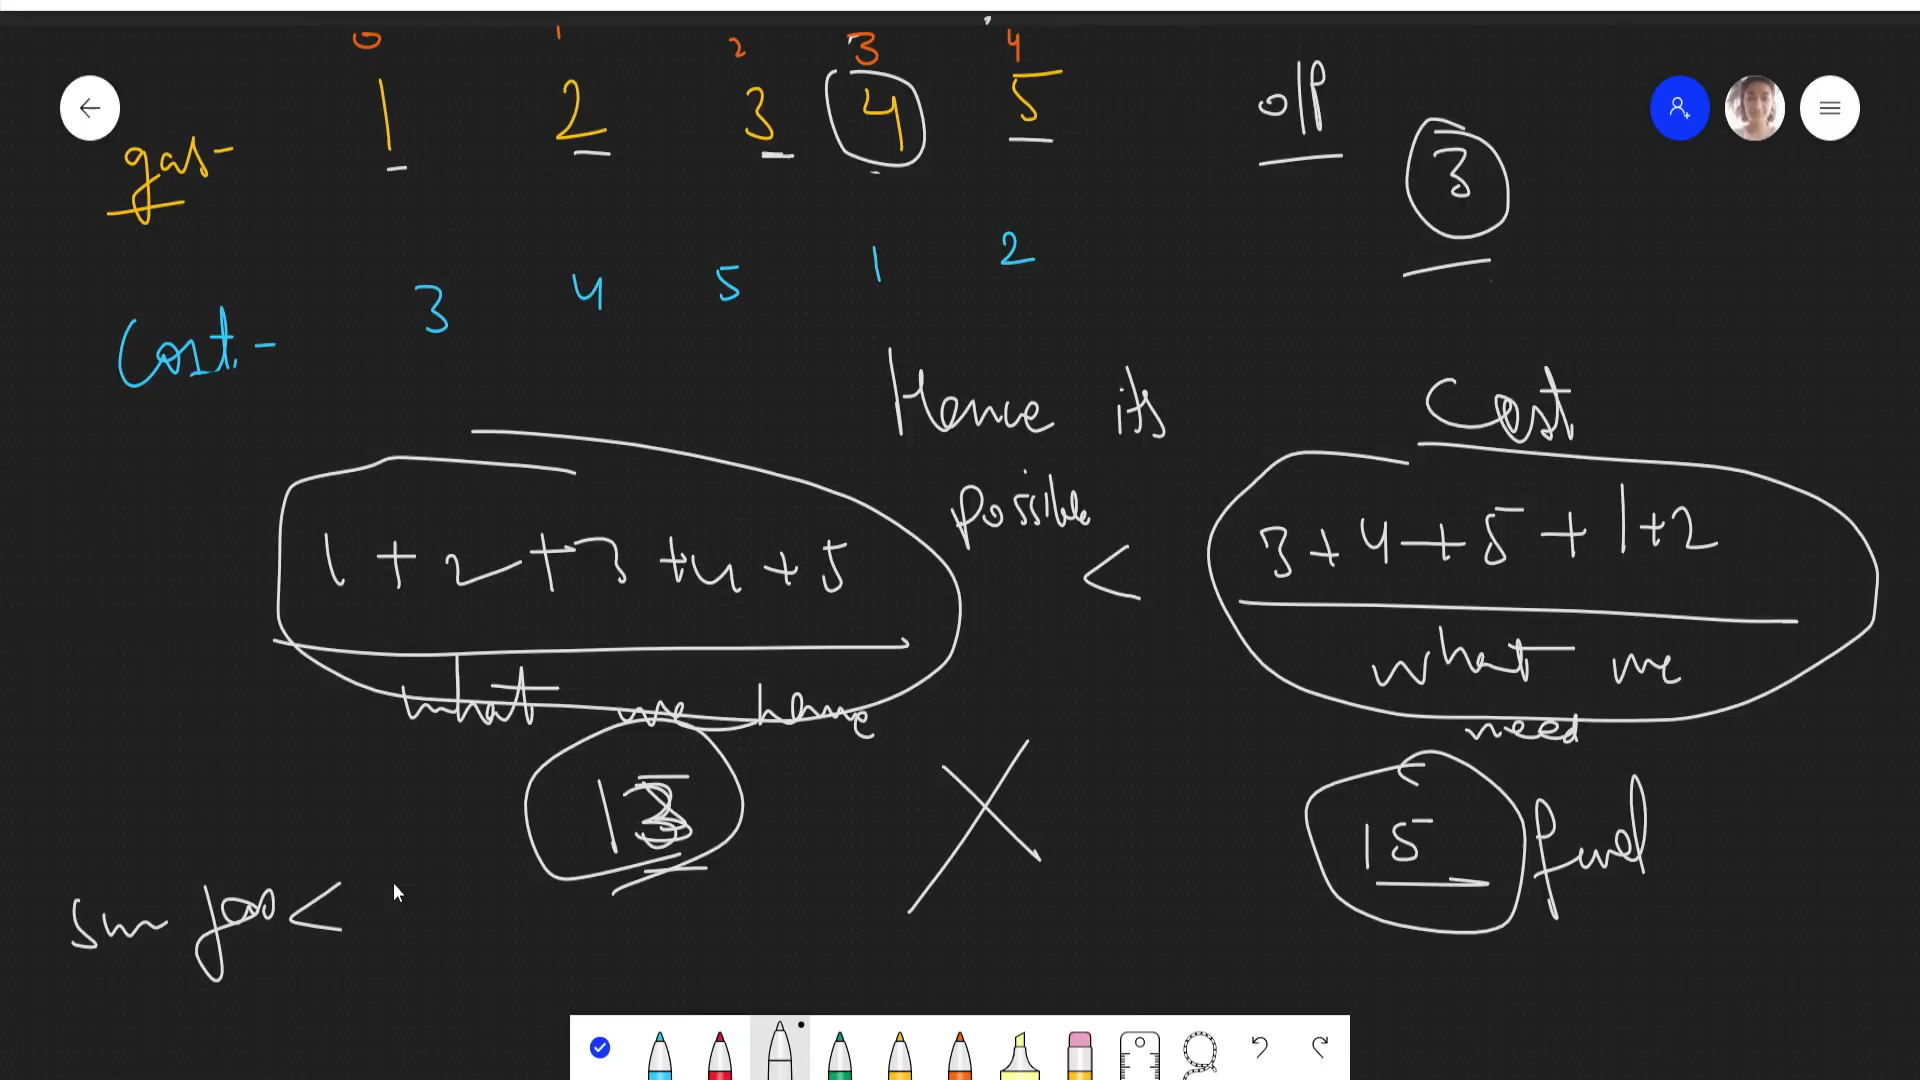 0 1 2 3 4
gas- 1 2 3 4 5 o/p 3
Cost.- 3 4 5 1 2
Hence its possible
Cost
1 + 2 + 3 + 4 + 5 < 3 + 4 + 5 + 1 + 2
what we have what we need
15 fuel
sum gas <